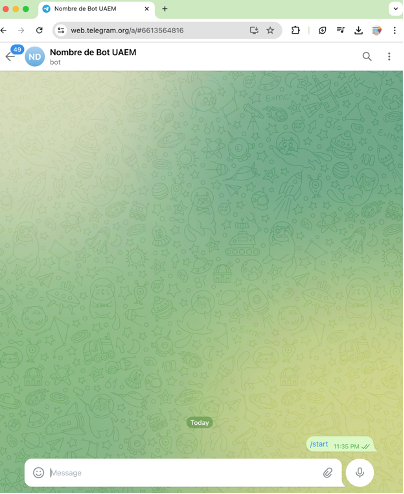 Nombre de Bot UAEM
web.telegram.org/a/#6613564816
49
ND
Nombre de Bot UAEM
bot
Today
/start 11:35 PM
Message